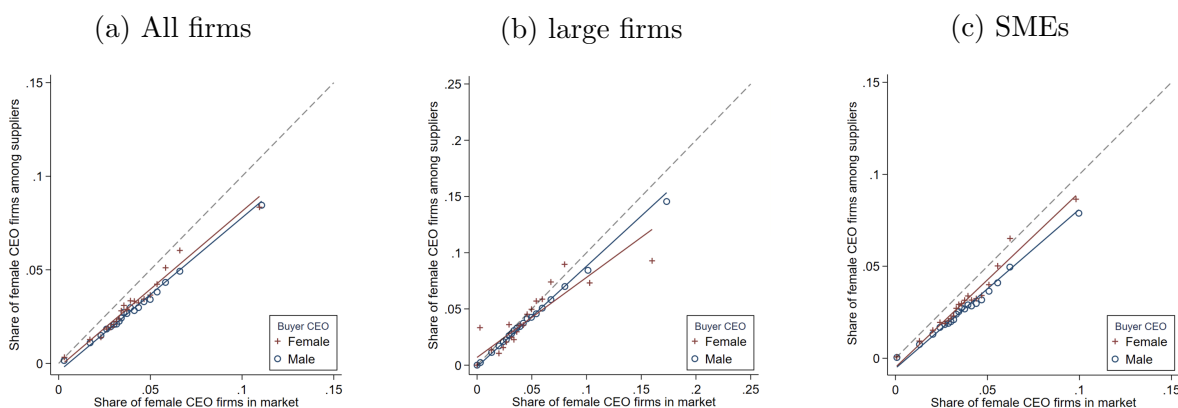 (a) All firms
Share of female CEO firms among suppliers
.15
.1
.05
0
0
.05
.1
.15
Share of female CEO firms in market
Buyer CEO
Female
Male
(b) large firms
Share of female CEO firms among suppliers
.25
.2
.15
.1
.05
0
0
.05
.1
.15
.2
.25
Share of female CEO firms in market
Buyer CEO
Female
Male
(c) SMEs
Share of female CEO firms among suppliers
.15
.1
.05
0
0
.05
.1
.15
Share of female CEO firms in market
Buyer CEO
Female
Male